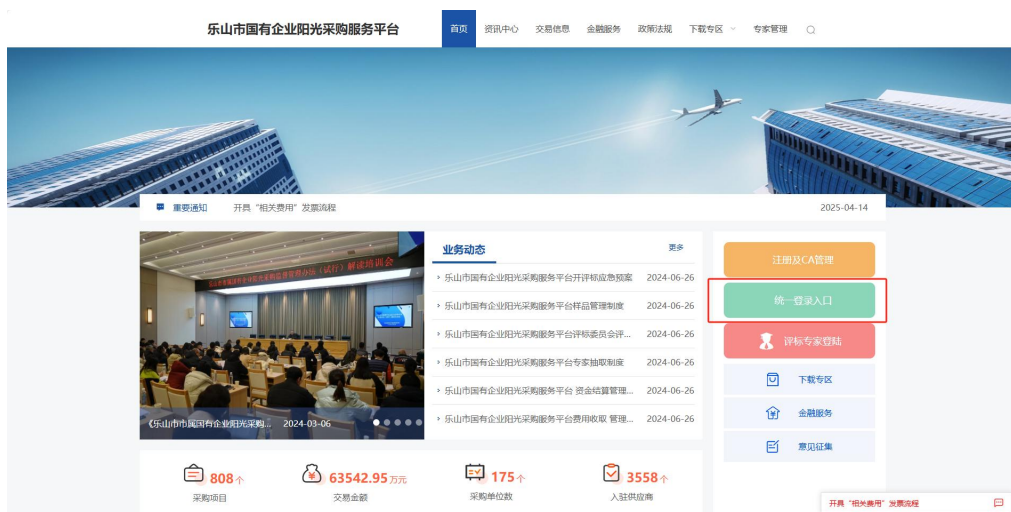 乐山市国有企业阳光采购服务平台
首页 资讯中心 交易信息 金融服务 政策法规 下载专区 专家管理
重要通知 开具“相关费用”发票流程 2025-04-14
业务动态 更多
乐山市国有企业阳光采购服务平台开评标应急预案 2024-06-26
乐山市国有企业阳光采购服务平台样品管理制度 2024-06-26
乐山市国有企业阳光采购服务平台评标委员会评... 2024-06-26
乐山市国有企业阳光采购服务平台专家抽取制度 2024-06-26
乐山市国有企业阳光采购服务平台 资金结算管理... 2024-06-26
乐山市国有企业阳光采购服务平台费用收取 管理... 2024-06-26
《乐山市市属国有企业阳光采购... 2024-03-06
注册及CA管理
统一登录入口
评标专家登陆
下载专区
金融服务
意见征集
808个
采购项目
63542.95万元
交易金额
175个
采购单位数
3558个
入驻供应商
开具“相关费用”发票流程